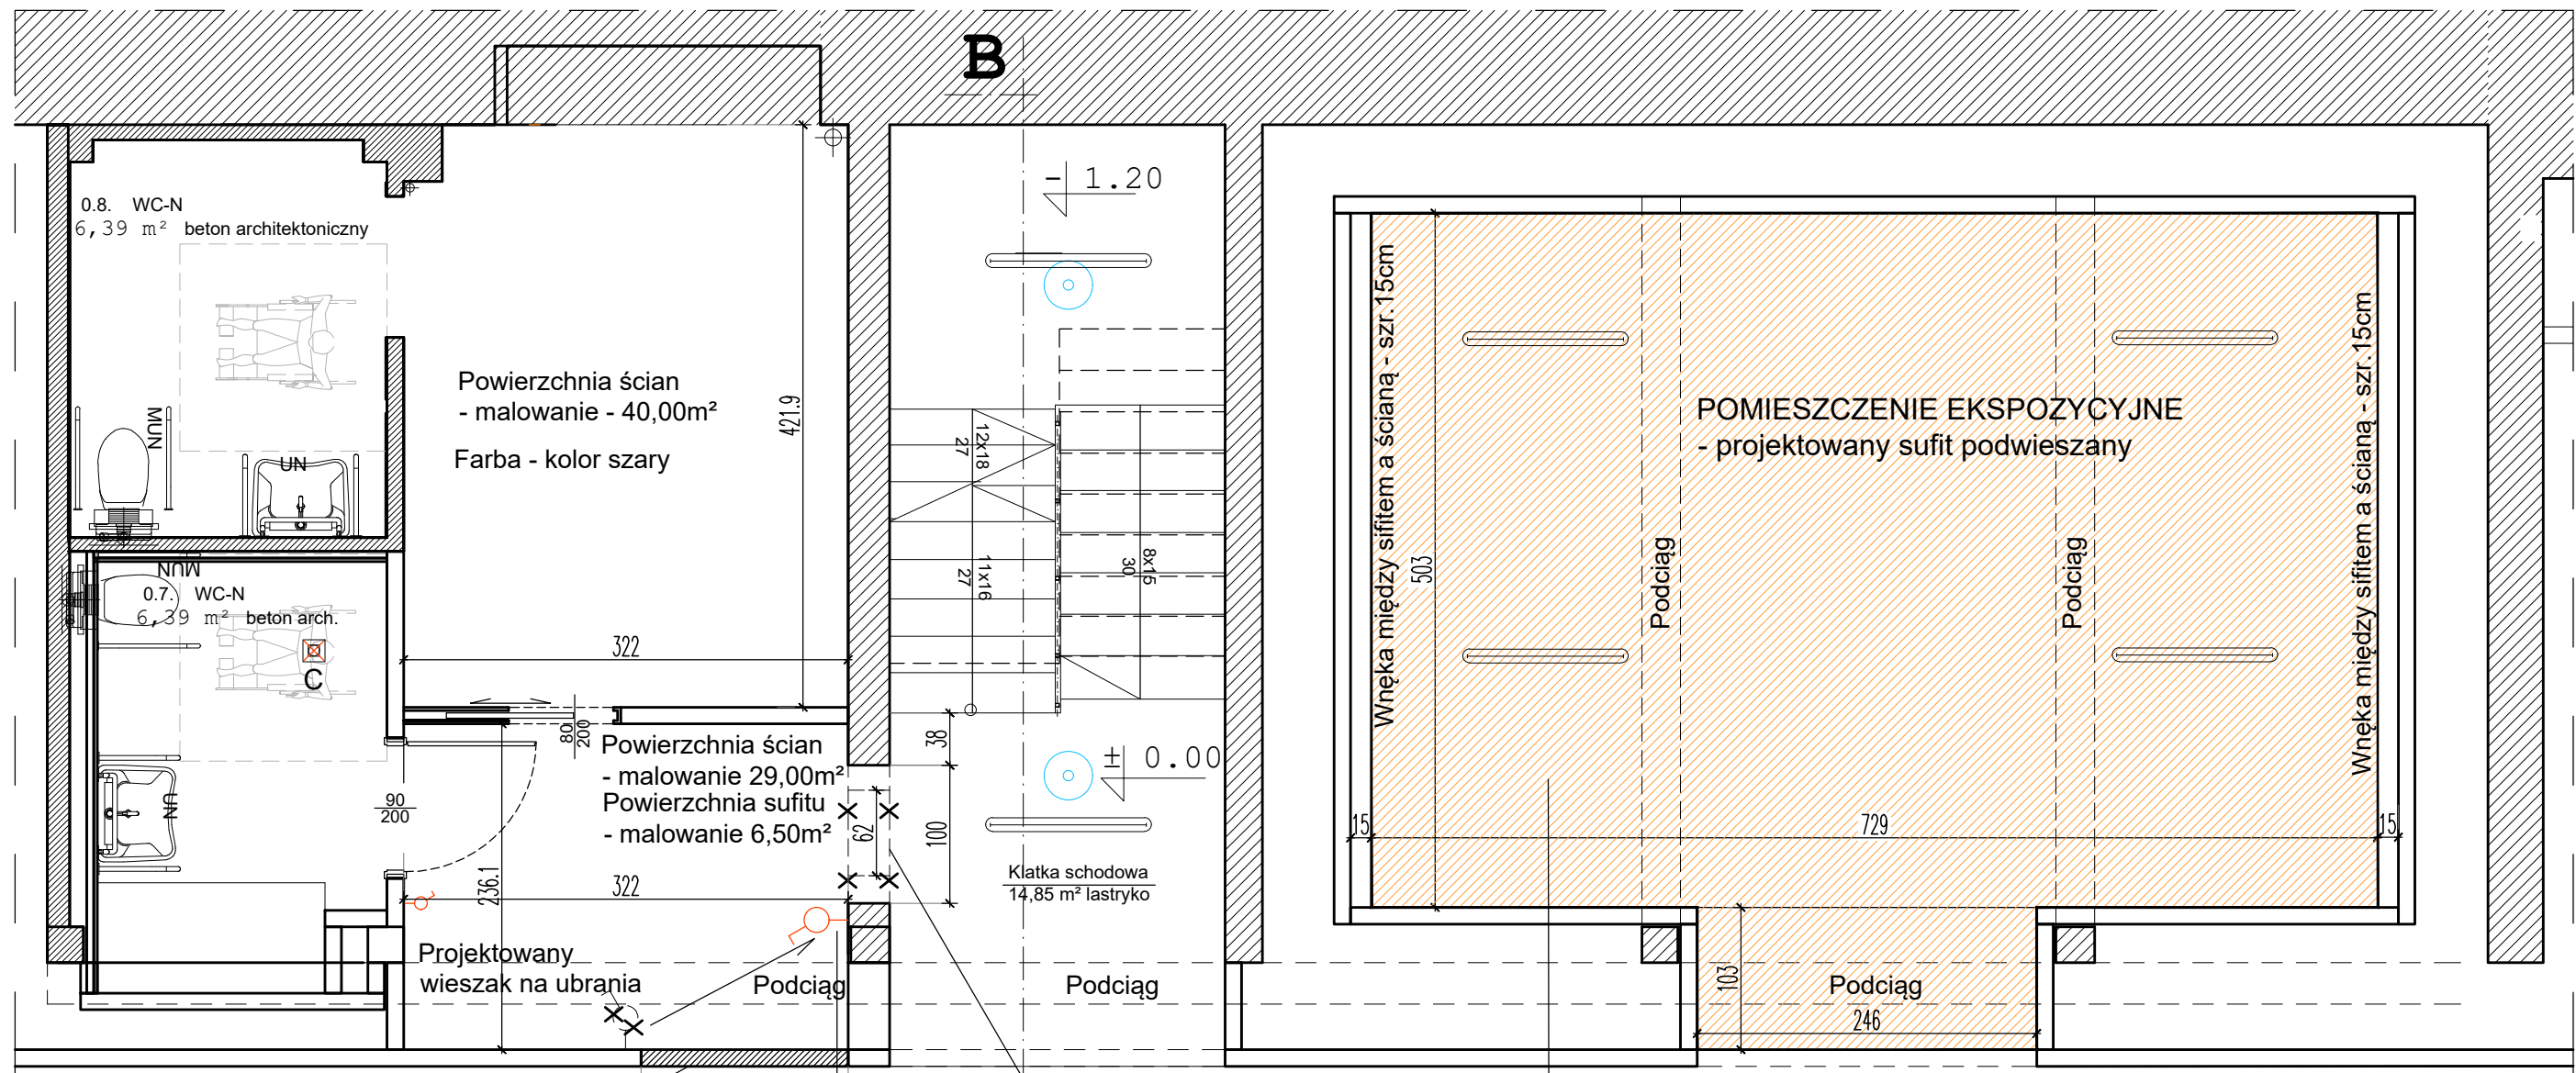 B
- 1.20
0.8. WC-N
6,39 m² beton architektoniczny
MUN
UN
Powierzchnia ścian
- malowanie - 40,00m²
Farba - kolor szary
421.9
12x18
27
11x16
27
8x15
30
Wnęka między sifitem a ścianą - szr.15cm
503
Podciąg
POMIESZCZENIE EKSPOZYCYJNE
- projektowany sufit podwieszany
Podciąg
Wnęka między sifitem a ścianą - szr.15cm
MUN
0.7. WC-N
6,39 m² beton arch.
C
322
80
200
38
Powierzchnia ścian
- malowanie 29,00m²
Powierzchnia sufitu
- malowanie 6,50m²
± 0.00
UN
90
200
62
100
15
729
15
236.1
322
Klatka schodowa
14,85 m² lastryko
Projektowany
wieszak na ubrania
Podciąg
Podciąg
103
Podciąg
246